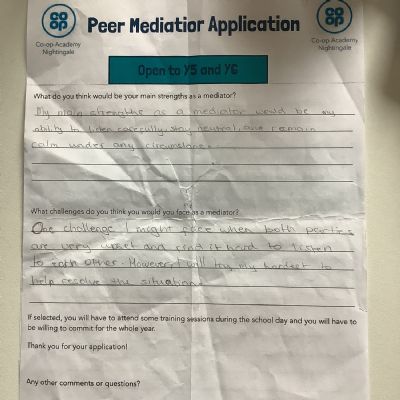 CO
OP
Peer Mediatior Application
CO
OP
Co-op Academy
Nightingale
Co-op Academy
Nightingale
Open to Y5 and Y6
What do you think would be your main strengths as a mediator?
My main strengths as a mediator would be my
ability to listen carefully, stay neutral, and remain
calm under any circumstance.
What challenges do you think you would you face as a mediator?
One challenge I might face when both parties
are very upset and find it hard to listen
to each other. However, I will try my hardest to
help resolve the situation.
If selected, you will have to attend some training sessions during the school day and you will have to
be willing to commit for the whole year.
Thank you for your application!
Any other comments or questions?